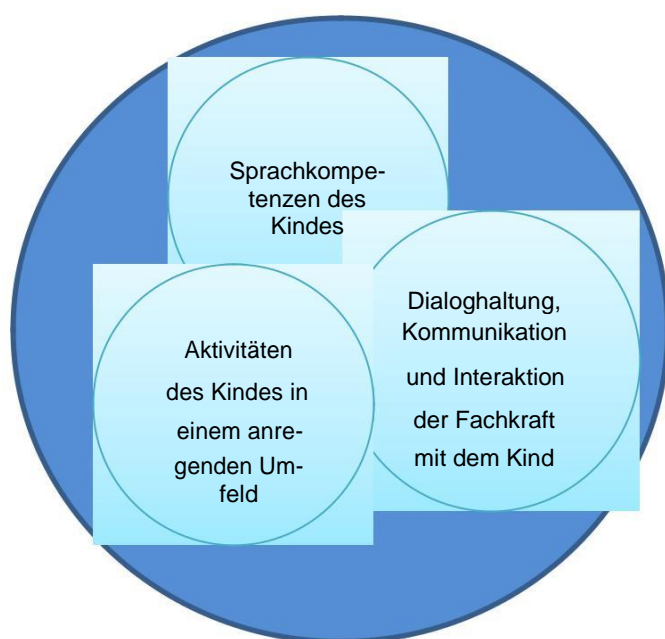 Sprachkompe-
tenzen des
Kindes
Dialoghaltung,
Kommunikation
und Interaktion
der Fachkraft
mit dem Kind
Aktivitäten
des Kindes in
einem anre-
genden Um-
feld